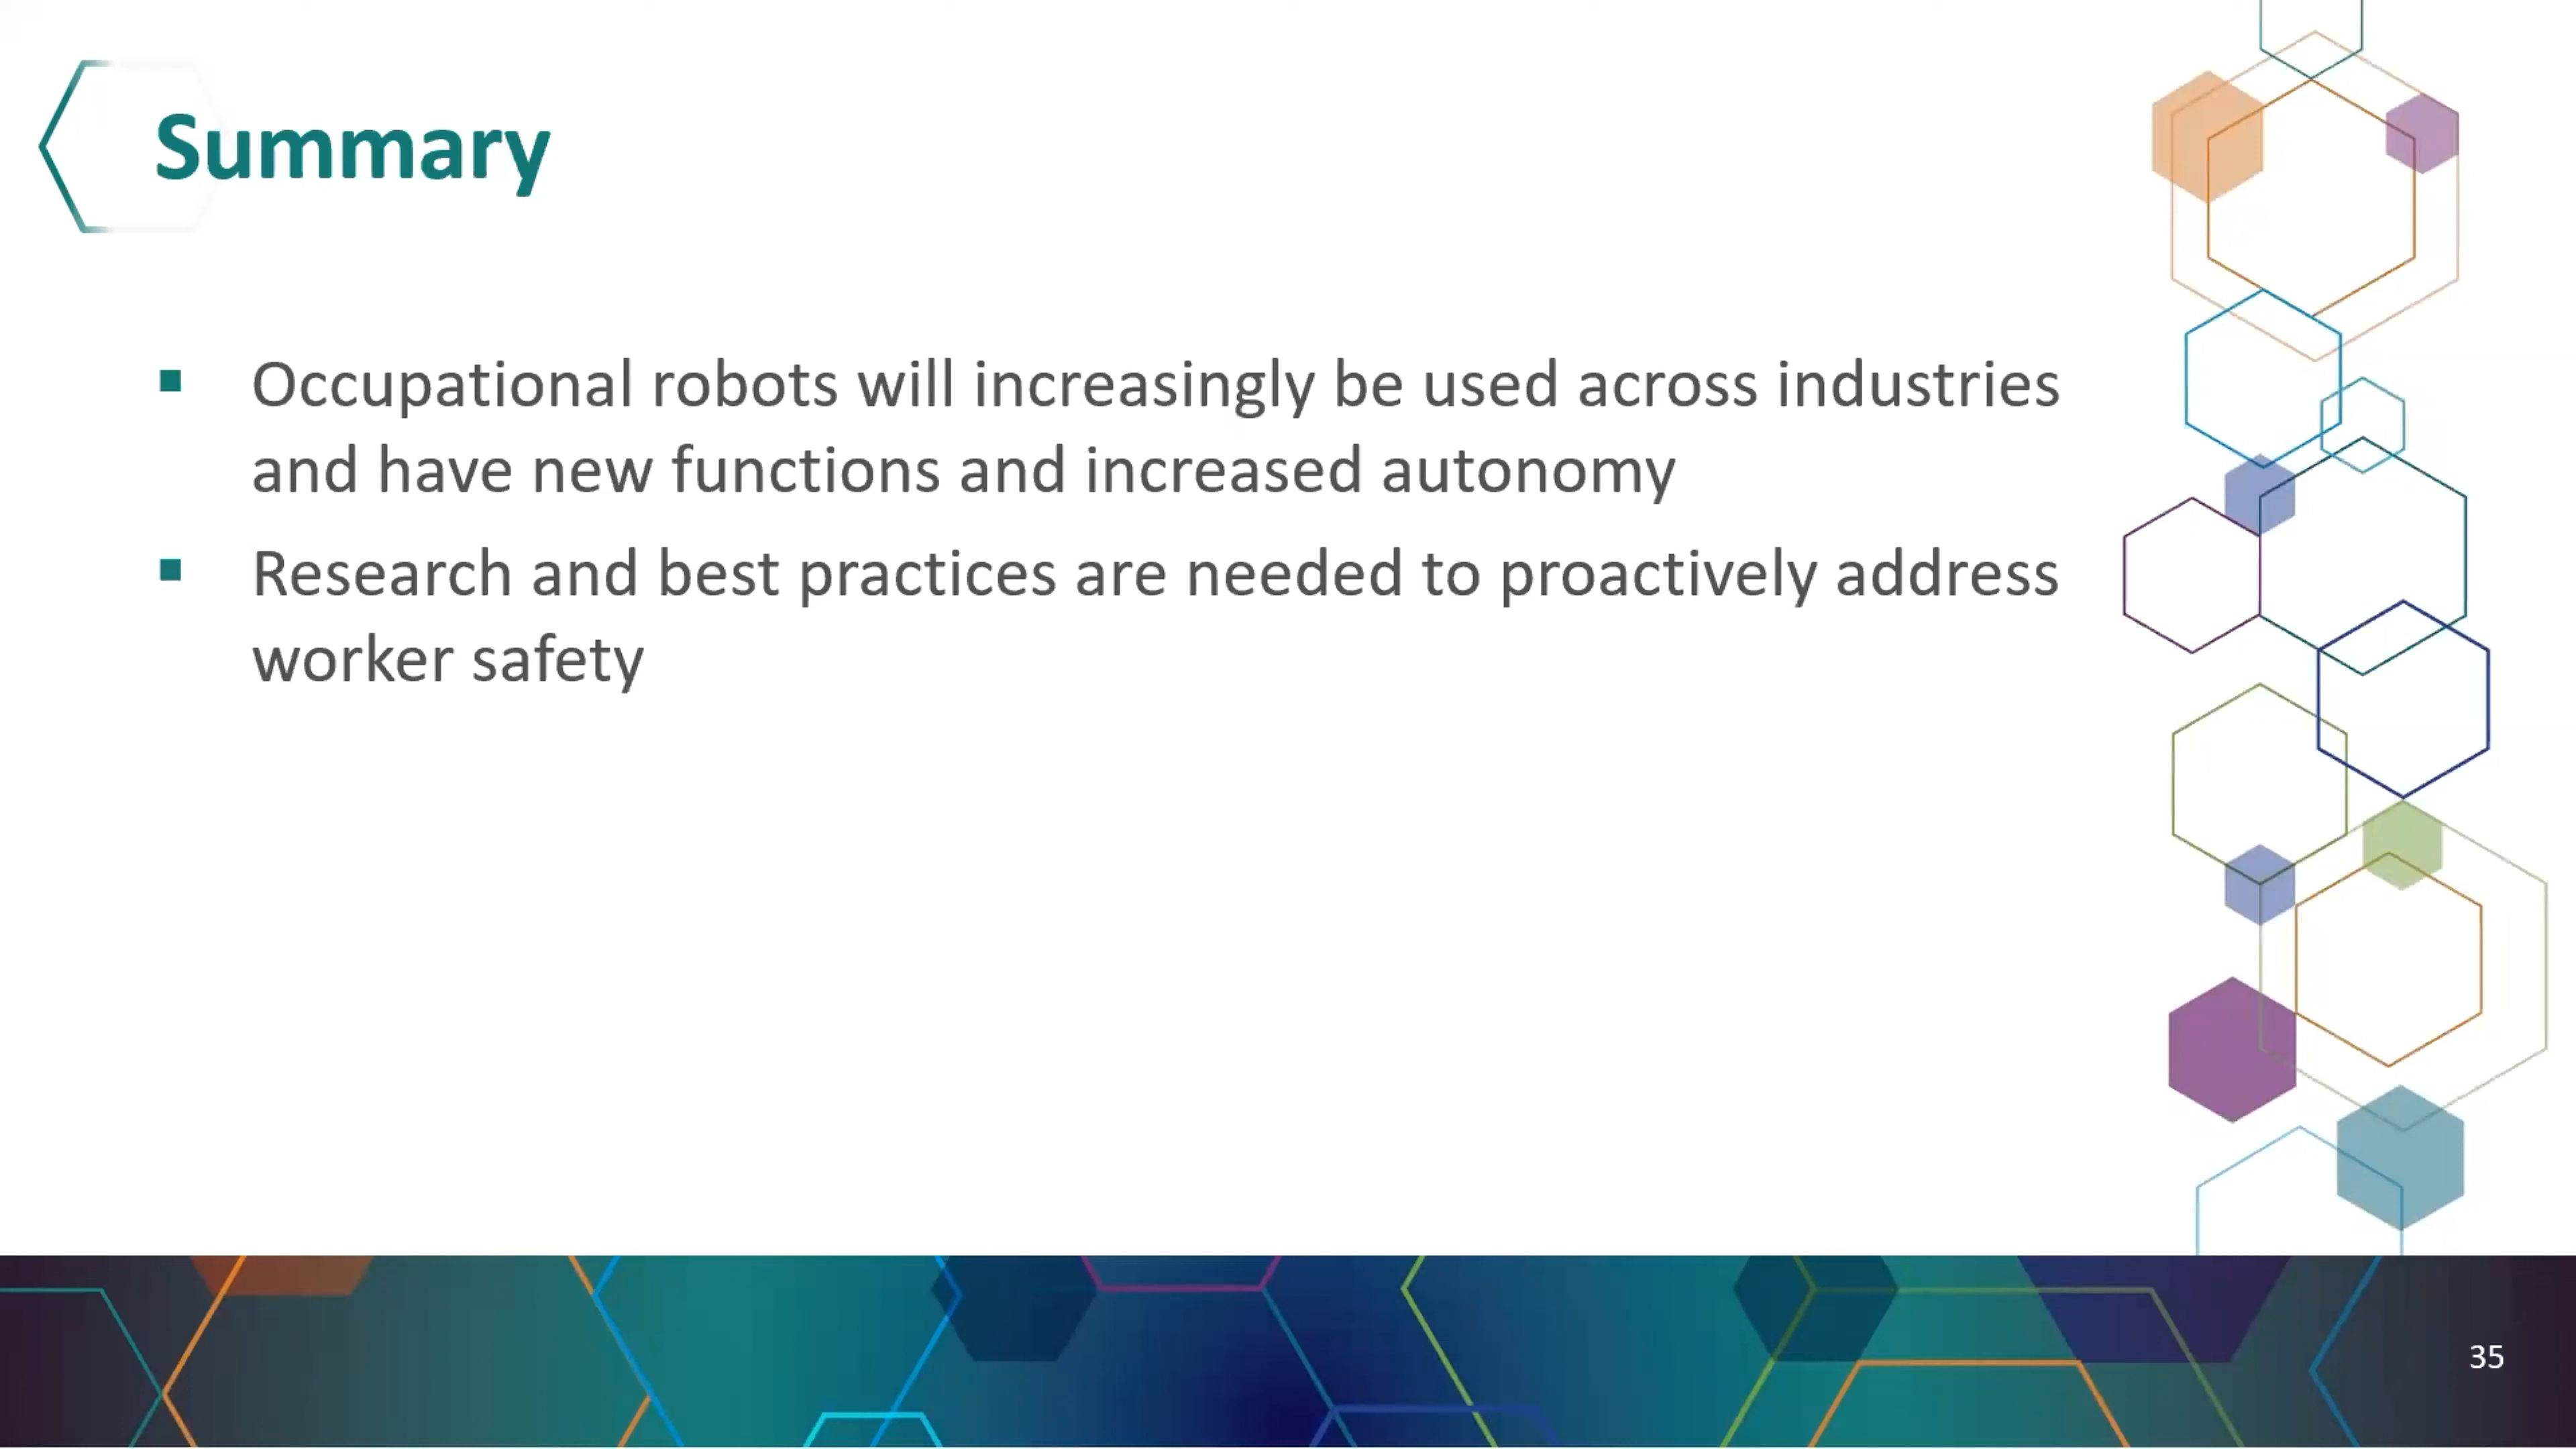 Summary
▪ Occupational robots will increasingly be used across industries
and have new functions and increased autonomy
▪ Research and best practices are needed to proactively address
worker safety
35